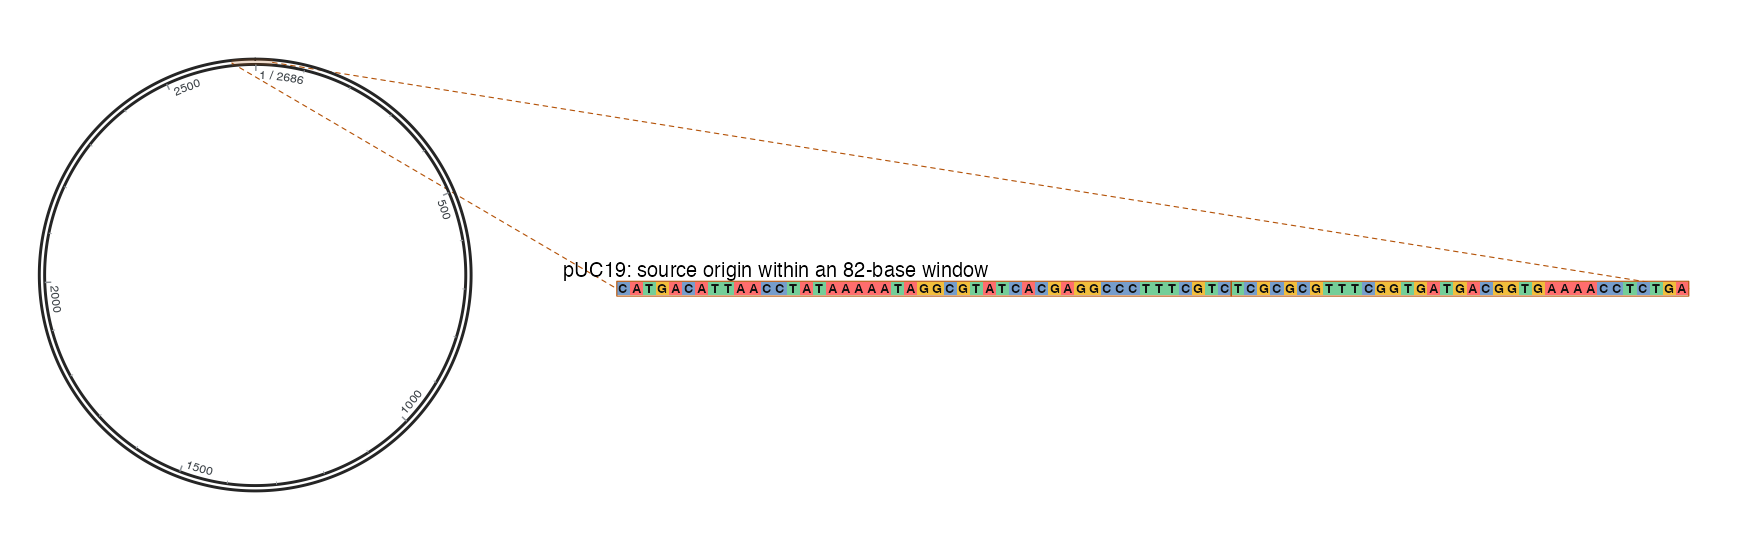 1 / 2686
2500
500
2000
1000
1500
pUC19: source origin within an 82-base window
CATGACATTAACCTATAAAAATAGGCGTATCACGAGGCCCTTTCGTCTCGCGCGTTTCGGTGATGACGGTGAAAACCTCTGA